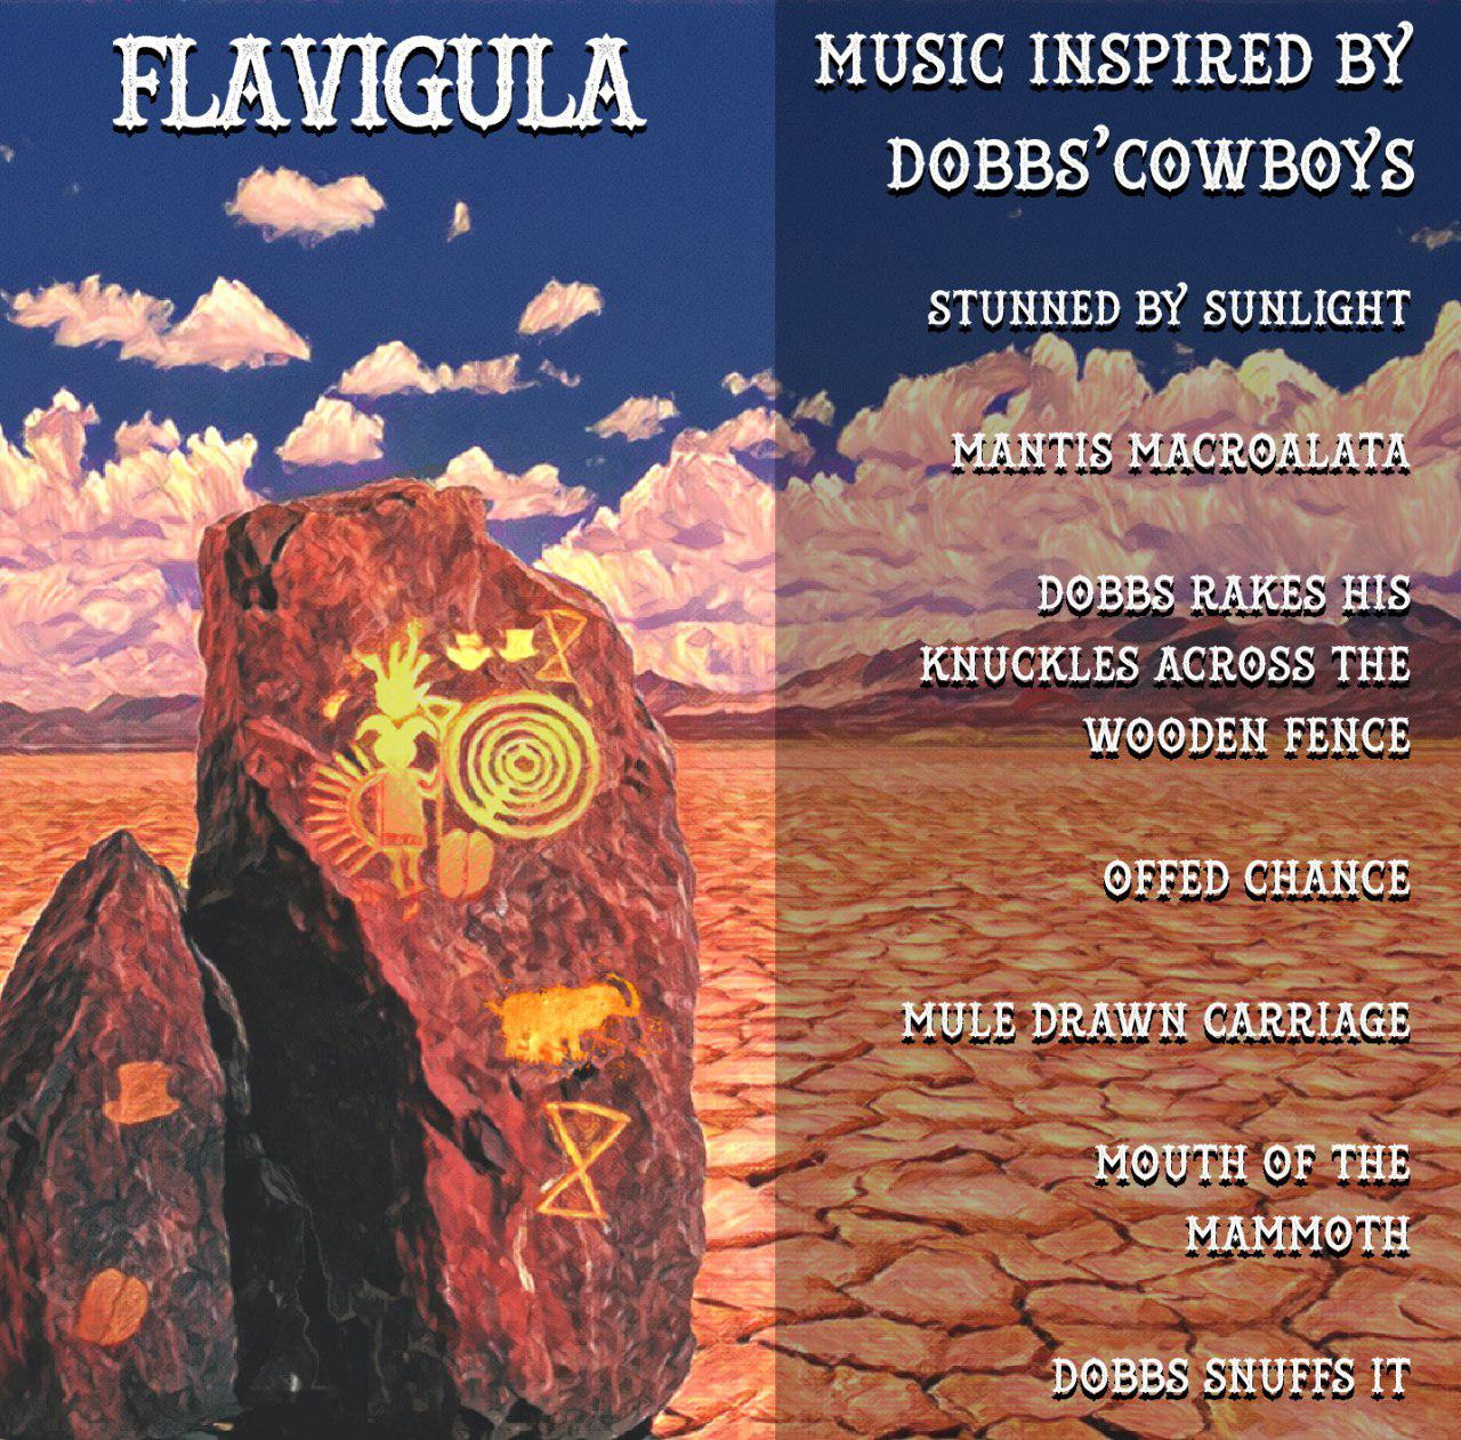 FLAVIGULA
MUSIC INSPIRED BY
DOBBS' COWBOYS
STUNNED BY SUNLIGHT
MANTIS MACROALATA
DOBBS RAKES HIS
KNUCKLES ACROSS THE
WOODEN FENCE
OFFED CHANCE
MULE DRAWN CARRIAGE
MOUTH OF THE
MAMMOTH
DOBBS SNUFFS IT